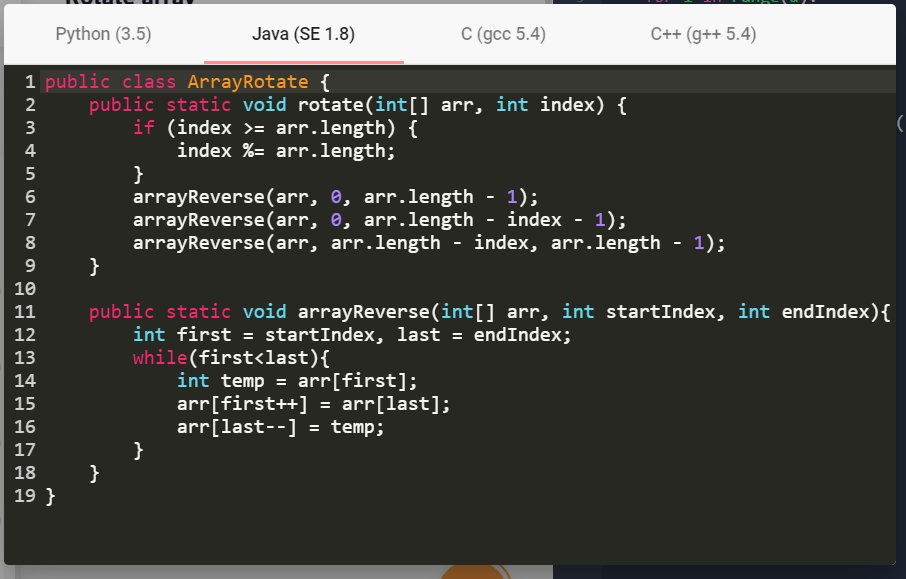 Rotate array
Python (3.5) Java (SE 1.8) C (gcc 5.4) C++ (g++ 5.4)
1 public class ArrayRotate {
2     public static void rotate(int[] arr, int index) {
3         if (index >= arr.length) {
4             index %= arr.length;
5         }
6         arrayReverse(arr, 0, arr.length - 1);
7         arrayReverse(arr, 0, arr.length - index - 1);
8         arrayReverse(arr, arr.length - index, arr.length - 1);
9     }
10
11     public static void arrayReverse(int[] arr, int startIndex, int endIndex){
12         int first = startIndex, last = endIndex;
13         while(first<last){
14             int temp = arr[first];
15             arr[first++] = arr[last];
16             arr[last--] = temp;
17         }
18     }
19 }